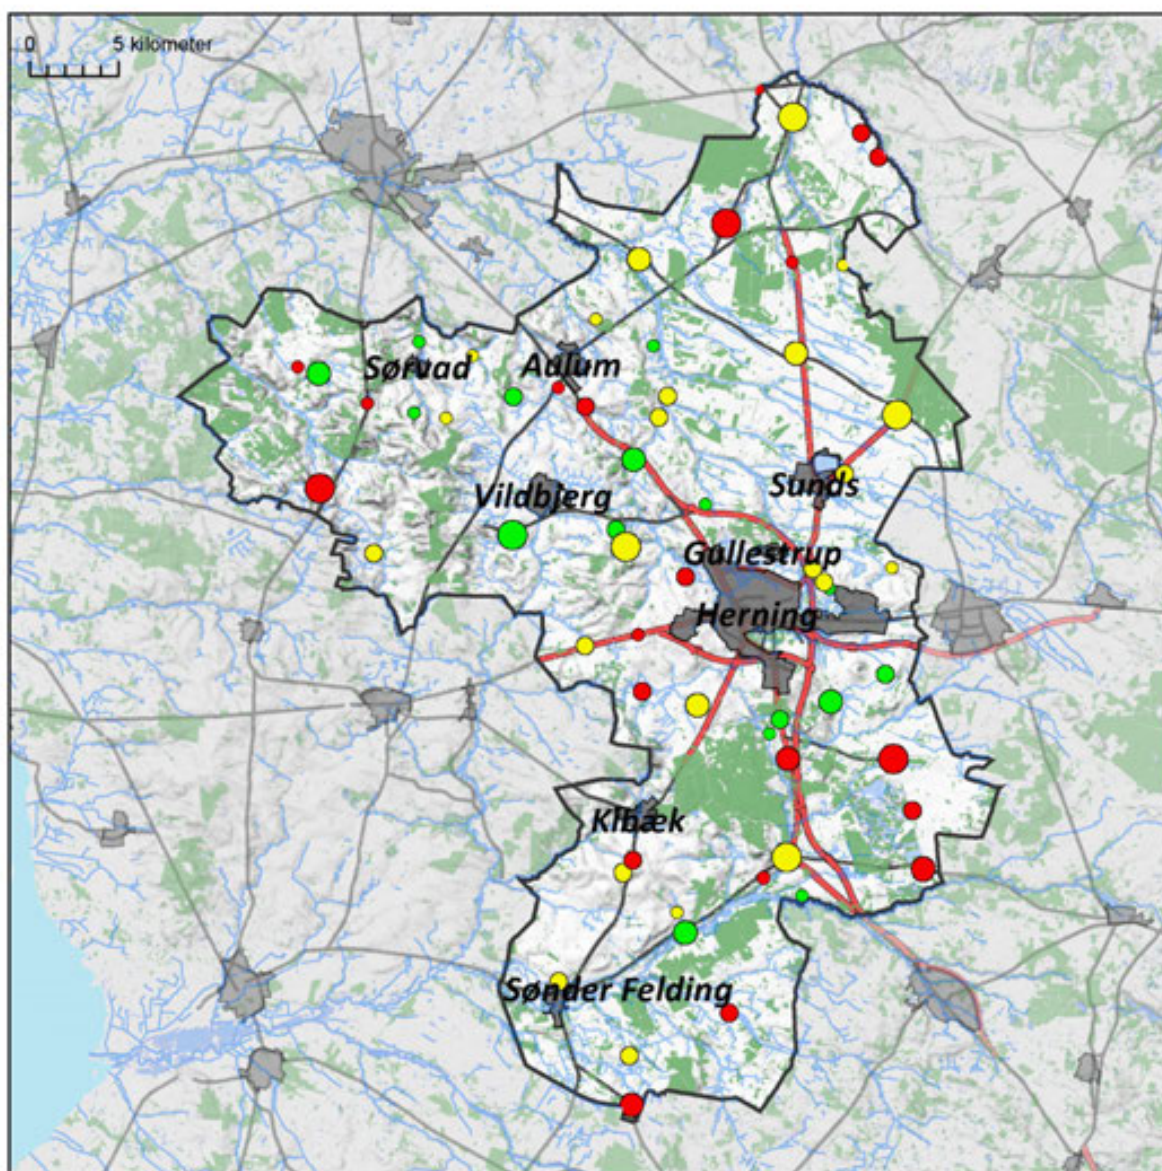 0 5 kilometer
Sørvad
Aulum
Vildbjerg
Sunds
Gullestrup
Herning
Kibæk
Sønder Felding